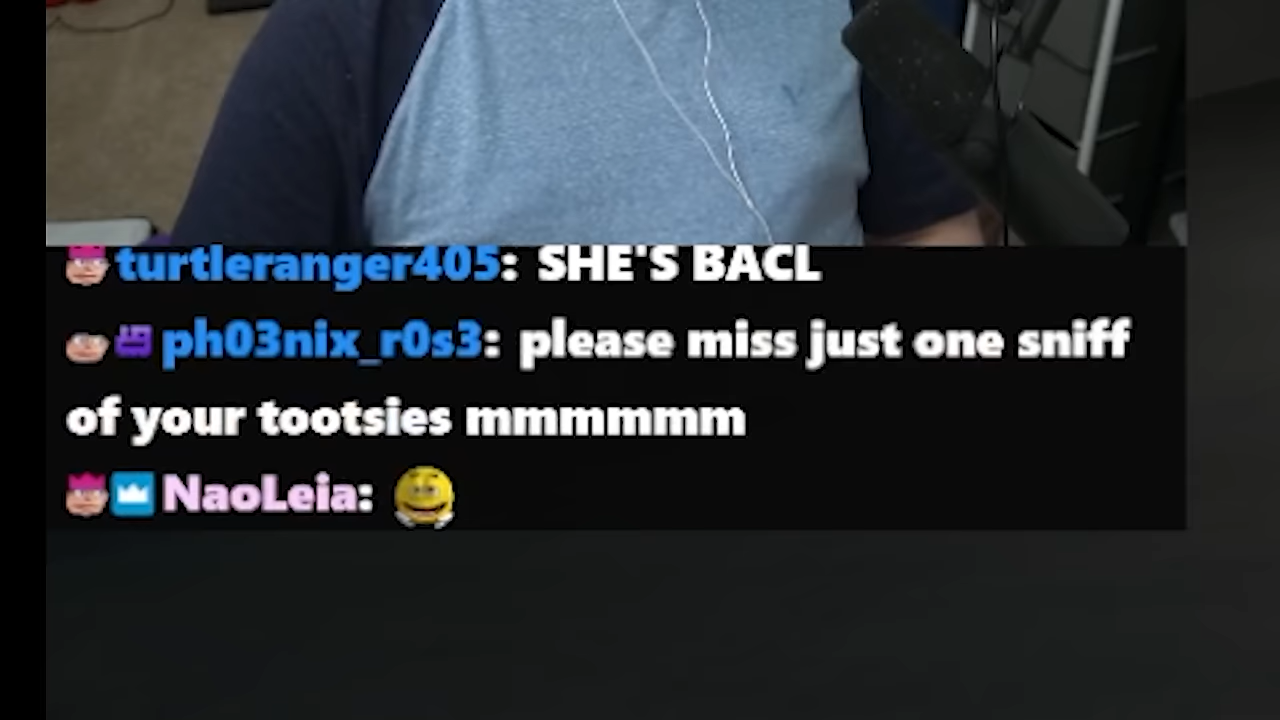 turtleranger405: SHE'S BACL
ph03nix_r0s3: please miss just one sniff
of your tootsies mmmmmm
NaoLeia: